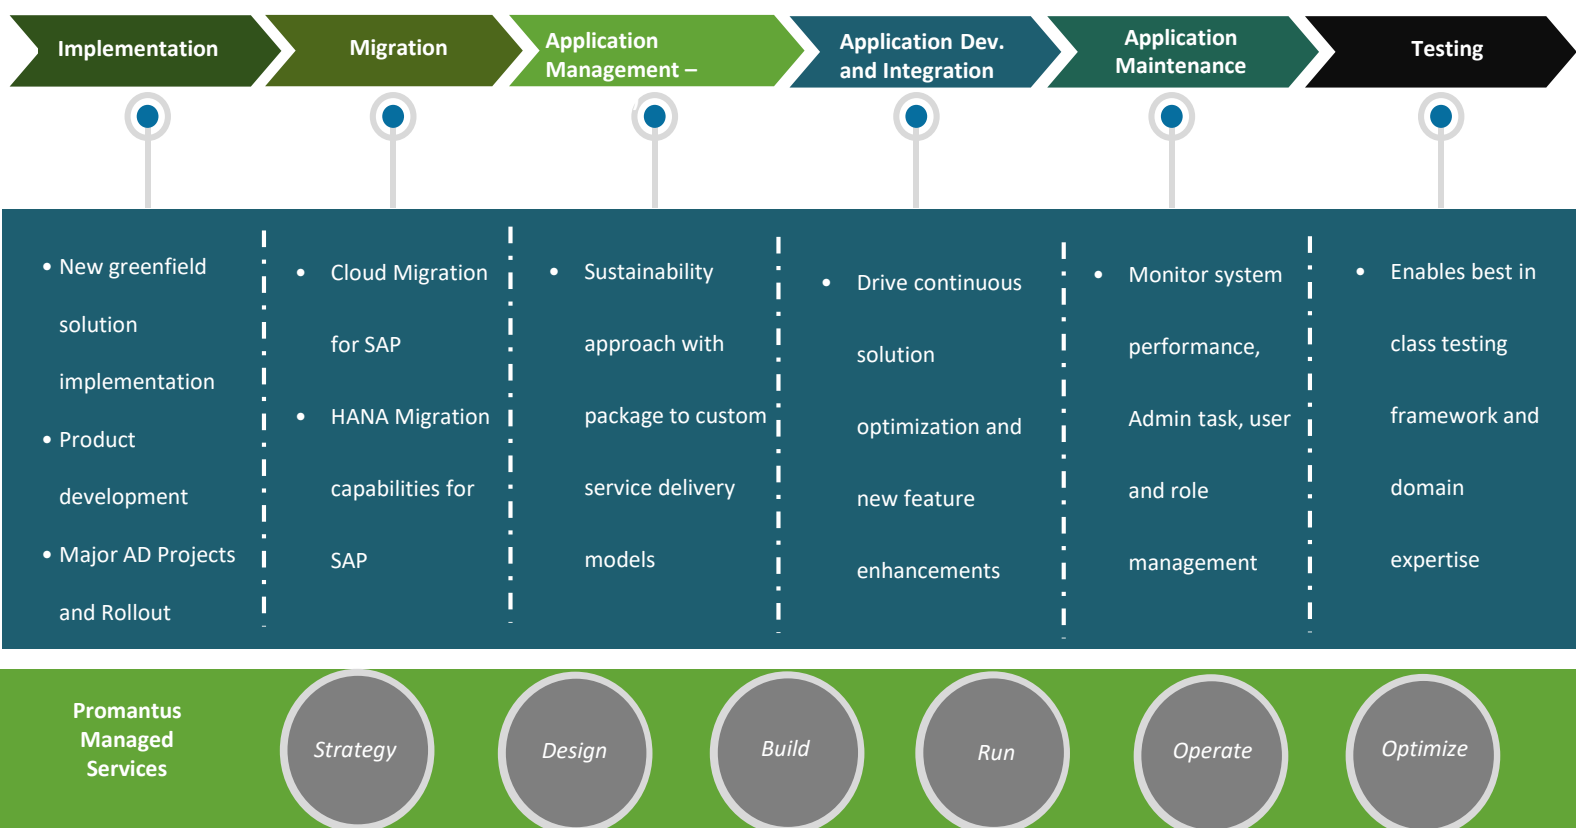 Implementation
Migration
Application
Management –
Application Dev.
and Integration
Application
Maintenance
Testing
• New greenfield
solution
implementation
• Product
development
• Major AD Projects
and Rollout
• Cloud Migration
for SAP
• HANA Migration
capabilities for
SAP
• Sustainability
approach with
package to custom
service delivery
models
• Drive continuous
solution
optimization and
new feature
enhancements
• Monitor system
performance,
Admin task, user
and role
management
• Enables best in
class testing
framework and
domain
expertise
Promantus
Managed
Services
Strategy
Design
Build
Run
Operate
Optimize